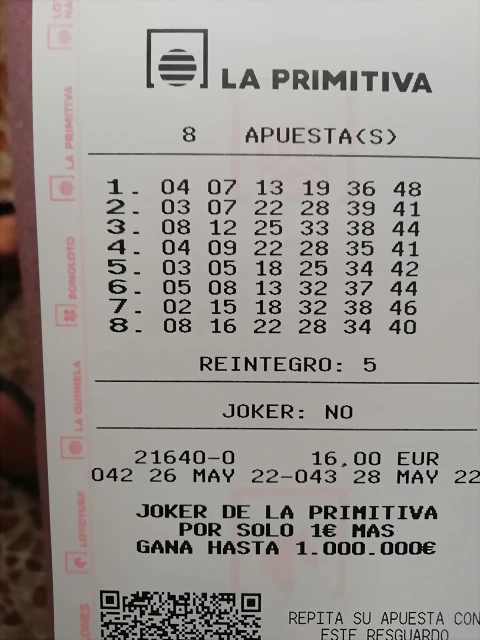 LA PRIMITIVA
8 APUESTA(S)
1. 04 07 13 19 36 48
2. 03 07 22 28 39 41
3. 08 12 25 33 38 44
4. 04 09 22 28 35 41
5. 03 05 18 25 34 42
6. 05 08 13 32 37 44
7. 02 15 18 32 38 46
8. 08 16 22 28 34 40
REINTEGRO: 5
JOKER: NO
21640-0 16,00 EUR
042 26 MAY 22-043 28 MAY 22
JOKER DE LA PRIMITIVA
POR SOLO 1€ MAS
GANA HASTA 1.000.000€
REPITA SU APUESTA CON
ESTE RESGUARDO
LA PRIMITIVA
BONOLOTO
LA QUINIELA
LOTOTURF